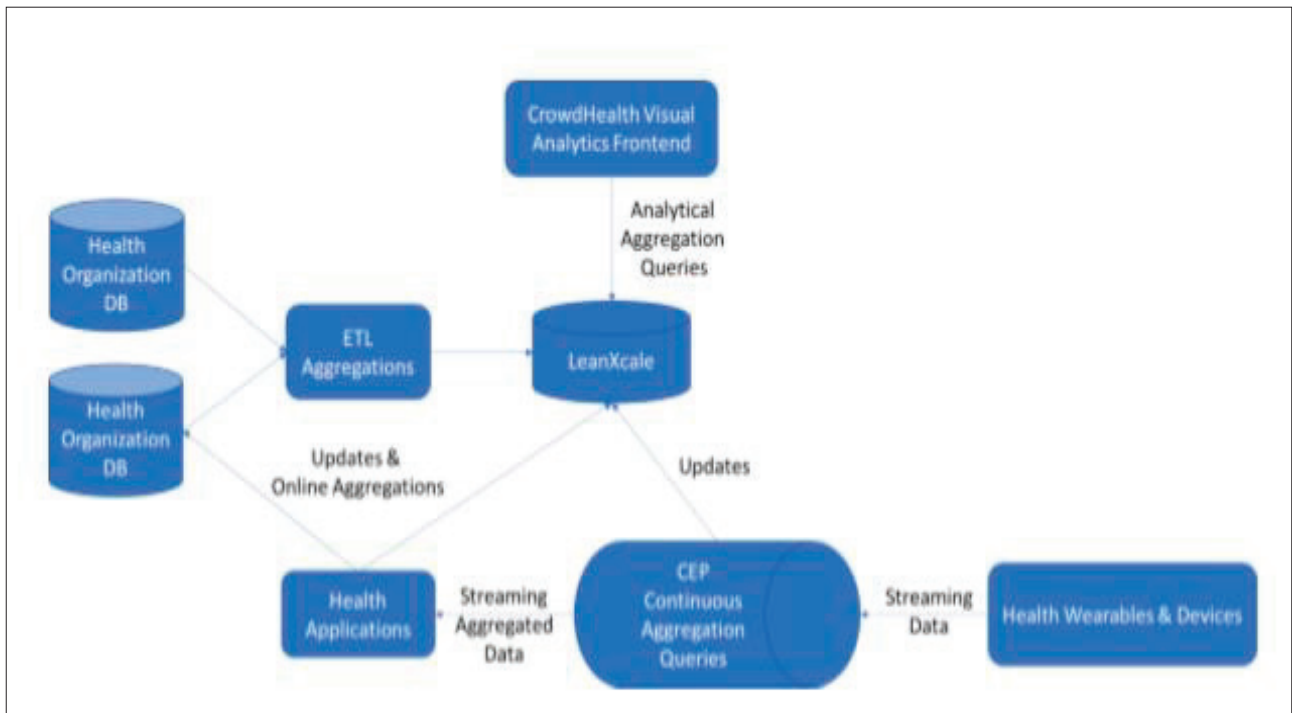 CrowdHealth Visual
Analytics Frontend
Analytical
Aggregation
Queries
Health
Organization
DB
ETL
Aggregations
LeanXcale
Health
Organization
DB
Updates &
Online Aggregations
Updates
Health
Applications
Streaming
Aggregated
Data
CEP
Continuous
Aggregation
Queries
Streaming
Data
Health Wearables & Devices